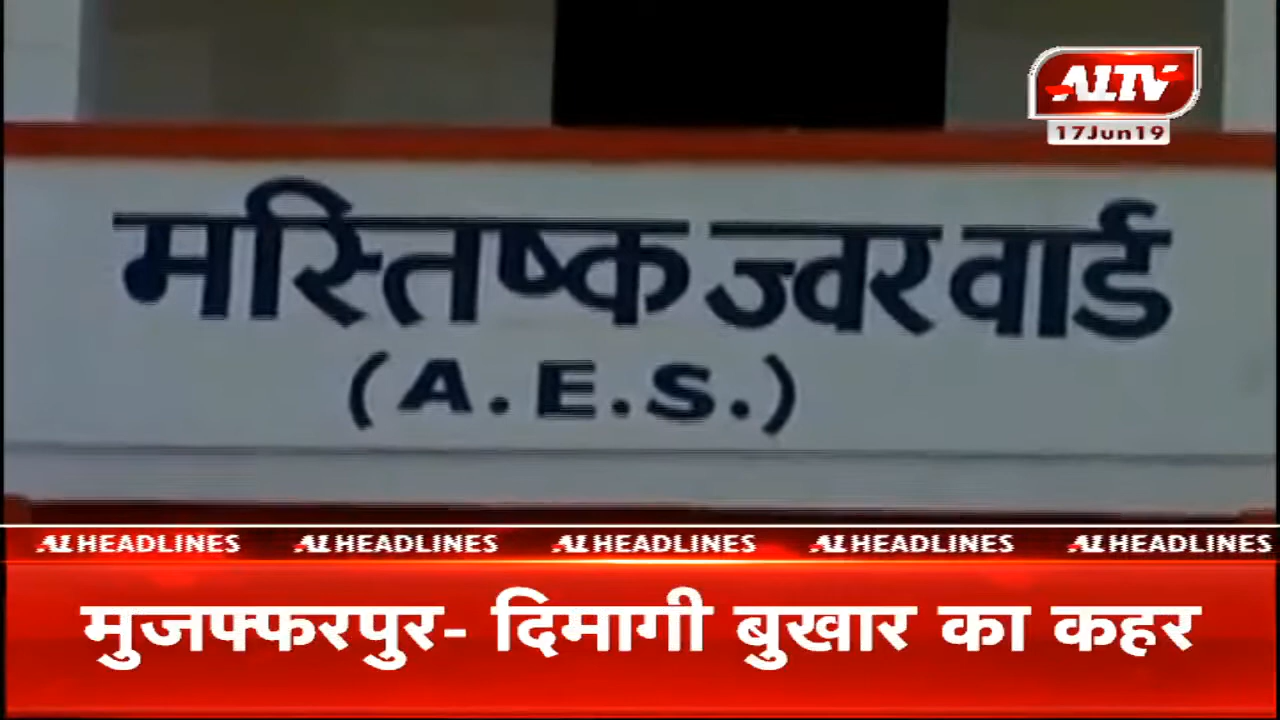 ALTV
17Jun19
मस्तिष्क ज्वर वार्ड
(A.E.S.)
AL HEADLINES AL HEADLINES AL HEADLINES AL HEADLINES AL HEADLINES
मुजफ्फरपुर- दिमागी बुखार का कहर